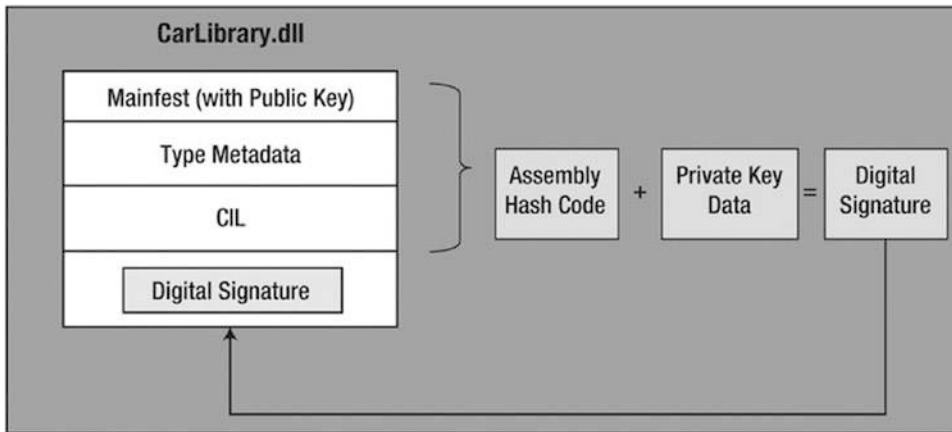 CarLibrary.dll
Mainfest (with Public Key)
Type Metadata
CIL
Digital Signature
Assembly
Hash Code
+
Private Key
Data
=
Digital
Signature